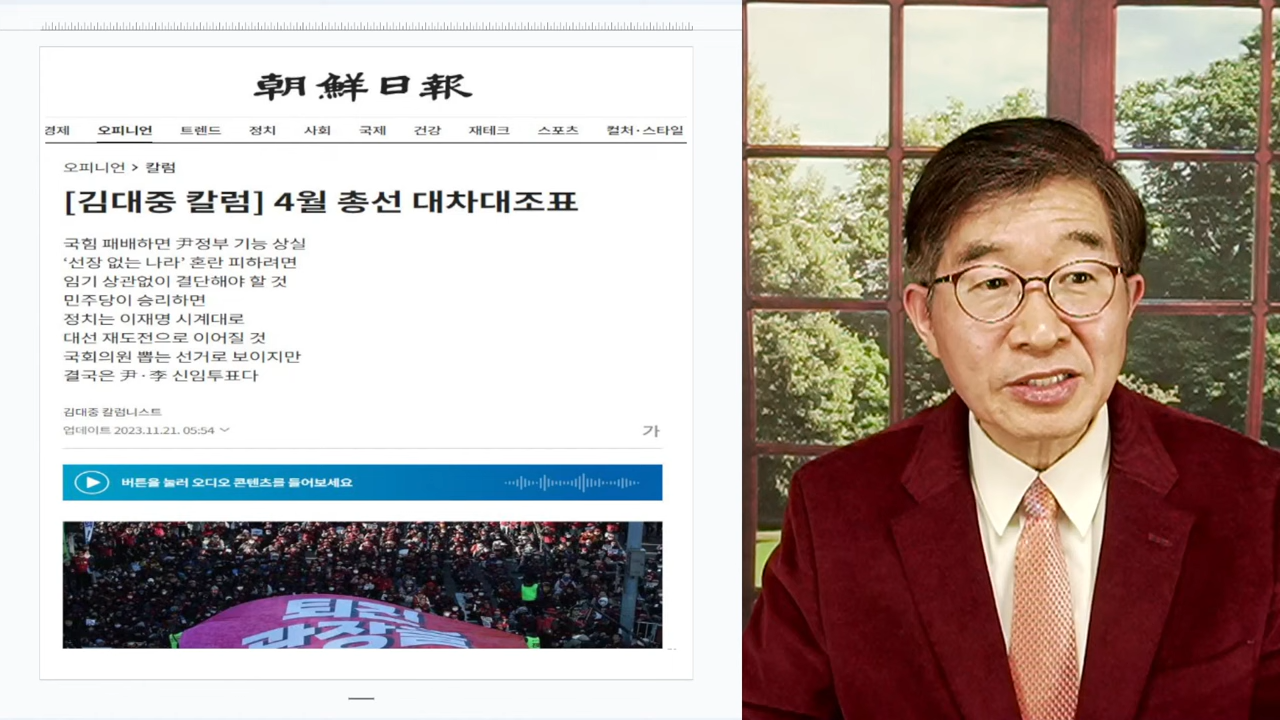 朝鮮日報
경제 오피니언 트렌드 정치 사회 국제 건강 재테크 스포츠 컬처·스타일
오피니언 > 칼럼
[김대중 칼럼] 4월 총선 대차대조표
국힘 패배하면 尹정부 기능 상실
‘선장 없는 나라’ 혼란 피하려면
임기 상관없이 결단해야 할 것
민주당이 승리하면
정치는 이재명 시계대로
대선 재도전으로 이어질 것
국회의원 뽑는 선거로 보이지만
결국은 尹·李 신임투표다
김대중 칼럼니스트
업데이트 2023.11.21. 05:54
가
버튼을 눌러 오디오 콘텐츠를 들어보세요
퇴진
광장을